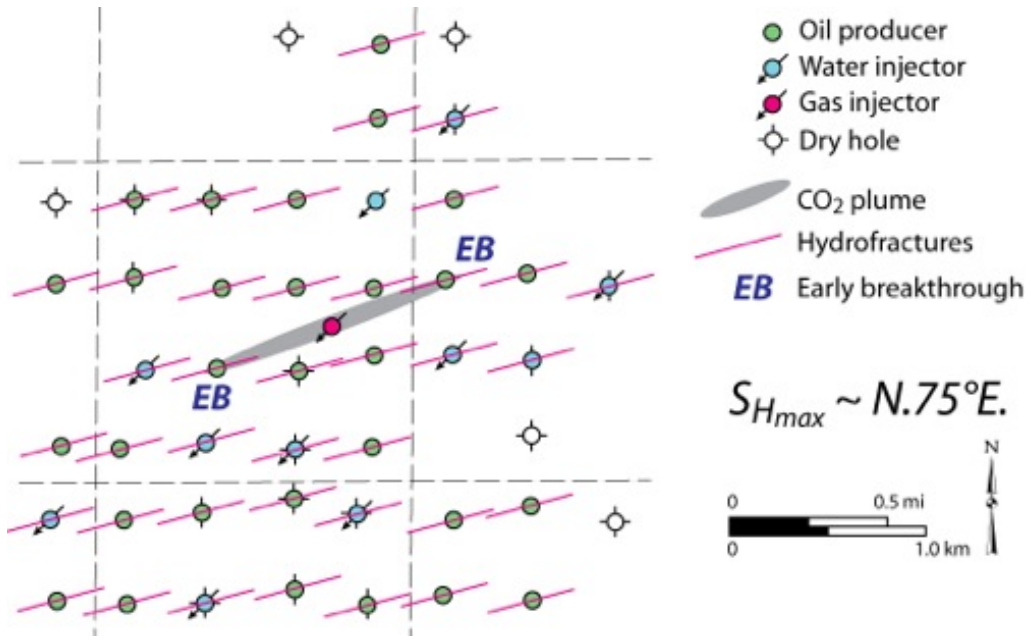 Oil producer
Water injector
Gas injector
Dry hole
CO₂ plume
Hydrofractures
EB Early breakthrough
EB
EB
S_Hmax ~ N.75°E.
N
0 0.5 mi
0 1.0 km